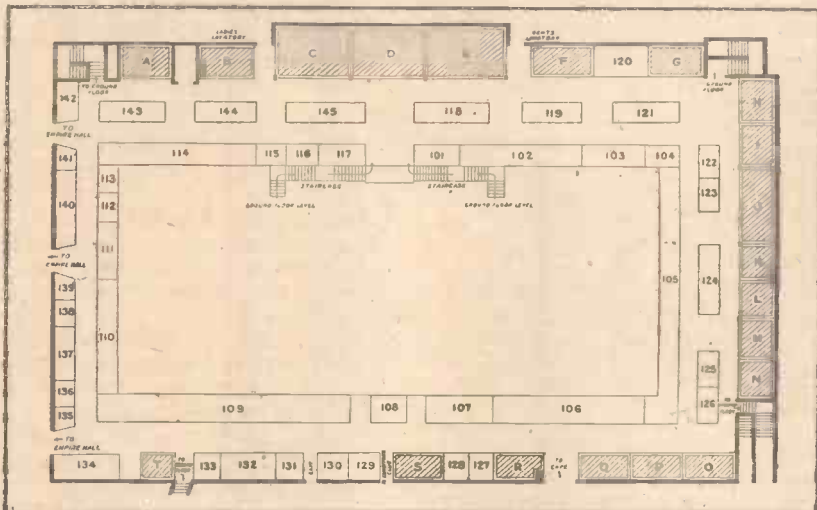 LADIES LAVATORY
GENTS LAVATORY
A
B
C
D
F
120
G
TO GROUND FLOOR
GROUND FLOOR
142
143
144
145
118
119
121
H
TO EMPIRE HALL
141
114
115
116
117
101
102
103
104
122
I
113
STAIRCASE
STAIRCASE
123
140
112
GROUND FLOOR LEVEL
GROUND FLOOR LEVEL
J
111
TO EMPIRE HALL
K
105
124
139
138
L
110
137
125
N
136
109
108
107
106
126
135
TO EMPIRE HALL
134
T
133
132
131
130
129
S
128
127
R
TO CAFE
Q
P
O